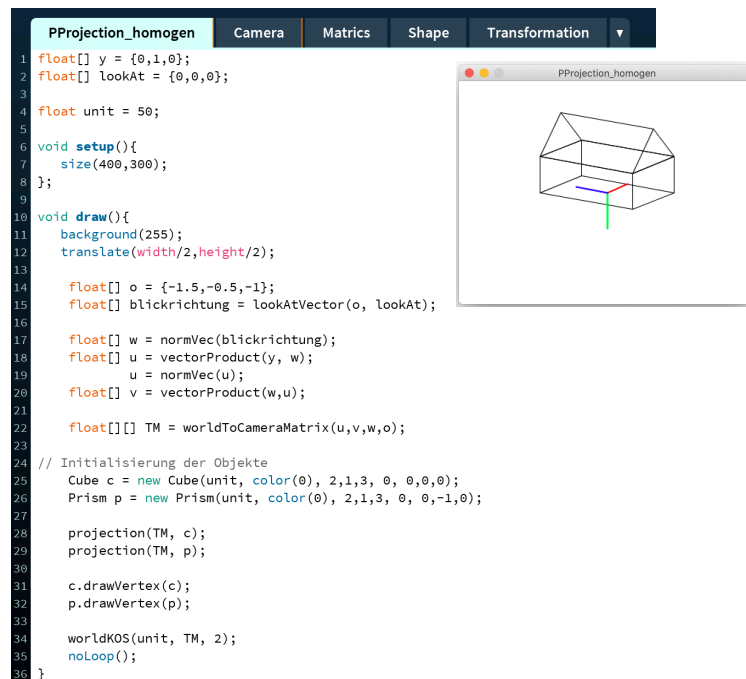 PProjection_homogen Camera Matrics Shape Transformation ▼
PProjection_homogen
1 float[] y = {0,1,0};
2 float[] lookAt = {0,0,0};
3
4 float unit = 50;
5
6 void setup(){
7    size(400,300);
8 };
9
10 void draw(){
11    background(255);
12    translate(width/2,height/2);
13
14     float[] o = {-1.5,-0.5,-1};
15     float[] blickrichtung = lookAtVector(o, lookAt);
16
17     float[] w = normVec(blickrichtung);
18     float[] u = vectorProduct(y, w);
19             u = normVec(u);
20     float[] v = vectorProduct(w,u);
21
22     float[][] TM = worldToCameraMatrix(u,v,w,o);
23
24 // Initialisierung der Objekte
25     Cube c = new Cube(unit, color(0), 2,1,3, 0, 0,0,0);
26     Prism p = new Prism(unit, color(0), 2,1,3, 0, 0,-1,0);
27
28     projection(TM, c);
29     projection(TM, p);
30
31     c.drawVertex(c);
32     p.drawVertex(p);
33
34     worldKOS(unit, TM, 2);
35     noLoop();
36 }